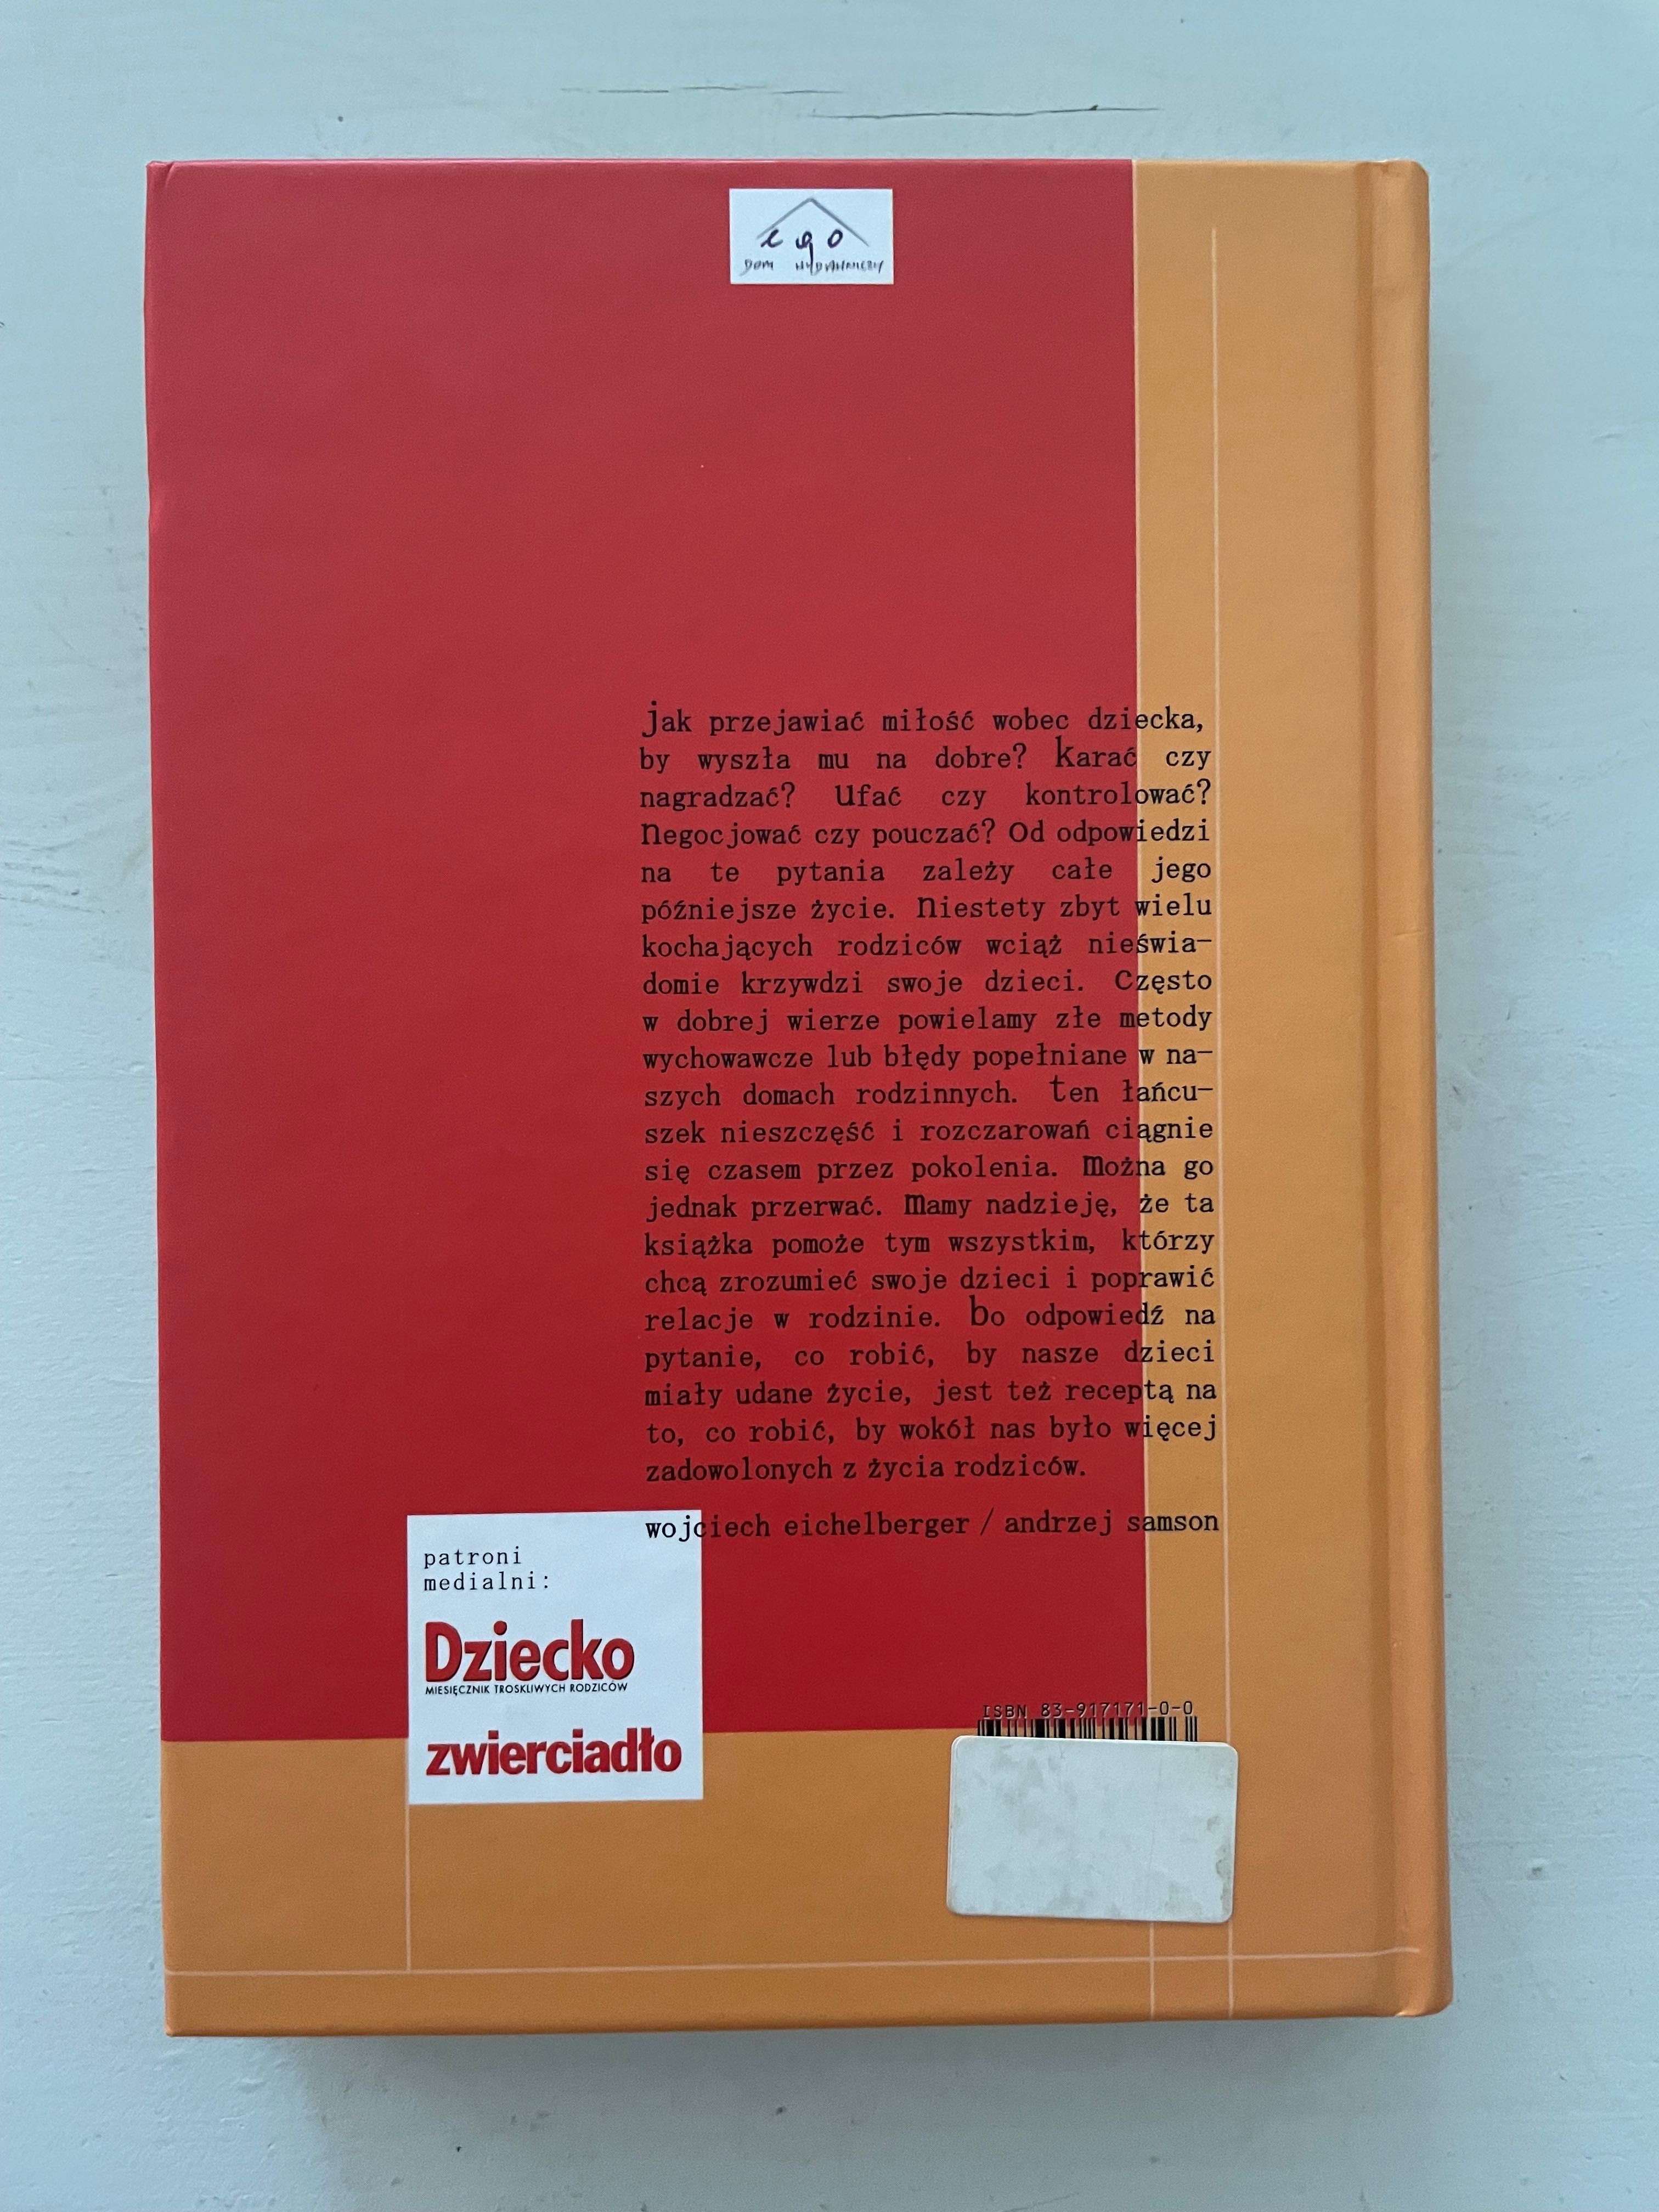 ego
DOM WYDAWNICZY
jak przejawiać miłość wobec dziecka,
by wyszła mu na dobre? karać czy
nagradzać? ufać czy kontrolować?
negocjować czy pouczać? od odpowiedzi
na te pytania zależy całe jego
późniejsze życie. niestety zbyt wielu
kochających rodziców wciąż nieświa-
domie krzywdzi swoje dzieci. często
w dobrej wierze powielamy złe metody
wychowawcze lub błędy popełniane w na-
szych domach rodzinnych. ten łańcu-
szek nieszczęść i rozczarowań ciągnie
się czasem przez pokolenia. można go
jednak przerwać. mamy nadzieję, że ta
książka pomoże tym wszystkim, którzy
chcą zrozumieć swoje dzieci i poprawić
relacje w rodzinie. bo odpowiedź na
pytanie, co robić, by nasze dzieci
miały udane życie, jest też receptą na
to, co robić, by wokół nas było więcej
zadowolonych z życia rodziców.
wojciech eichelberger / andrzej samson
patroni
medialni:
Dziecko
MIESIĘCZNIK TROSKLIWYCH RODZICÓW
zwierciadło
ISBN 83-917171-0-0